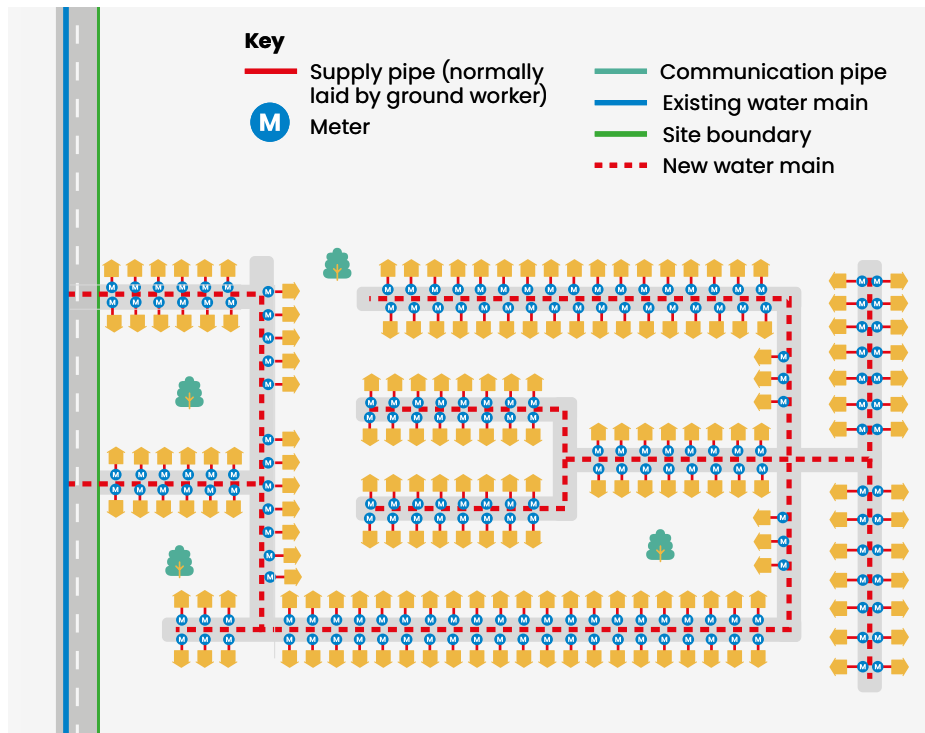 Key
Supply pipe (normally
laid by ground worker)
M Meter
Communication pipe
Existing water main
Site boundary
New water main